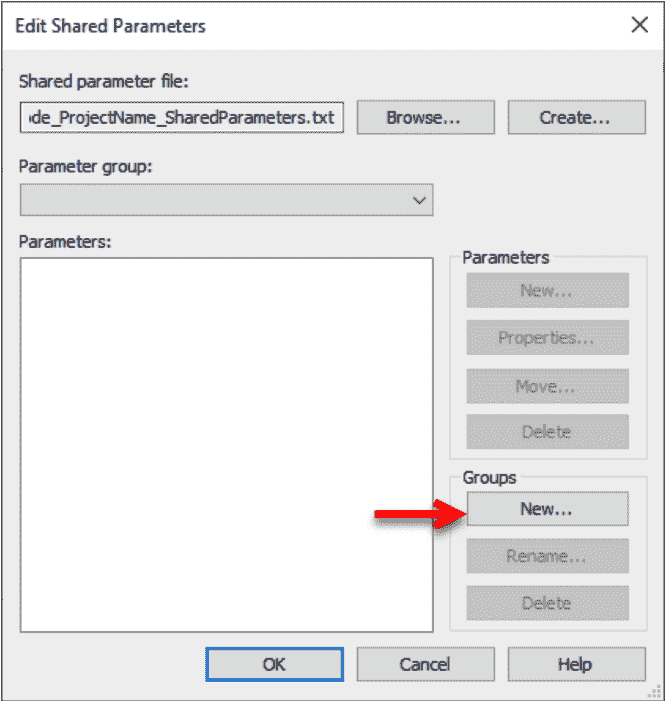 Edit Shared Parameters
Shared parameter file:
de_ProjectName_SharedParameters.txt
Browse...
Create...
Parameter group:
Parameters:
Parameters
New...
Properties...
Move...
Delete
Groups
New...
Rename...
Delete
OK
Cancel
Help